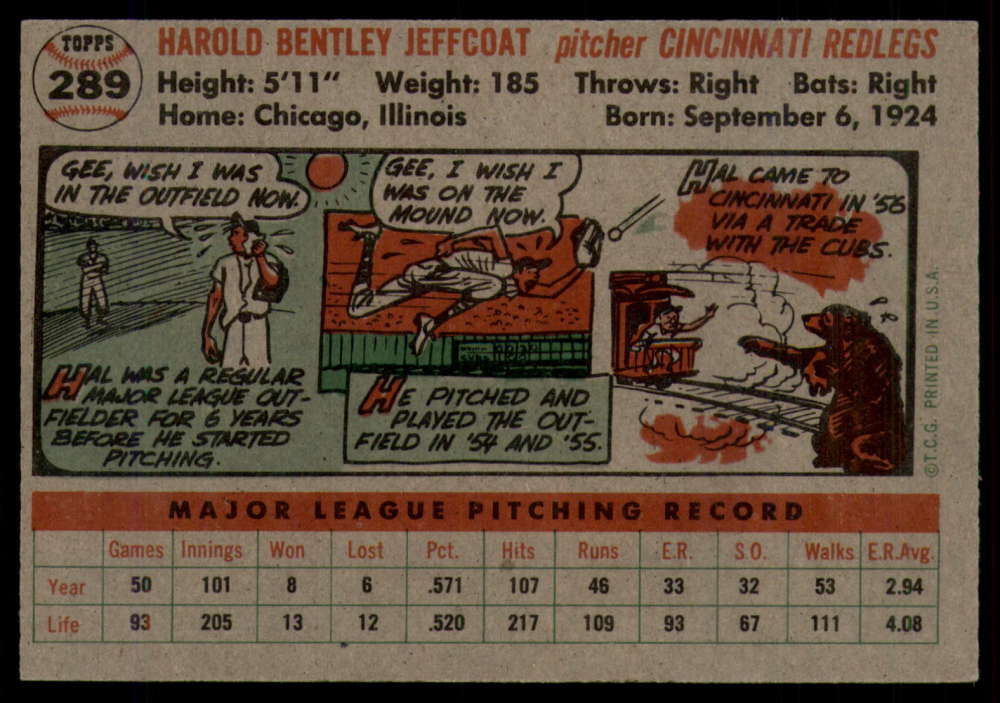 TOPPS
289
HAROLD BENTLEY JEFFCOAT pitcher CINCINNATI REDLEGS
Height: 5'11" Weight: 185 Throws: Right Bats: Right
Home: Chicago, Illinois Born: September 6, 1924
GEE, WISH I WAS
IN THE OUTFIELD NOW.
HAL WAS A REGULAR
MAJOR LEAGUE OUT-
FIELDER FOR 6 YEARS
BEFORE HE STARTED
PITCHING.
GEE, I WISH I
WAS ON THE
MOUND NOW.
HE PITCHED AND
PLAYED THE OUT-
FIELD IN '54 AND '55.
HAL CAME TO
CINCINNATI IN '56
VIA A TRADE
WITH THE CUBS.
©T.C.G. PRINTED IN U.S.A.
MAJOR LEAGUE PITCHING RECORD
Games Innings Won Lost Pct. Hits Runs E.R. S.O. Walks E.R.Avg.
Year 50 101 8 6 .571 107 46 33 32 53 2.94
Life 93 205 13 12 .520 217 109 93 67 111 4.08